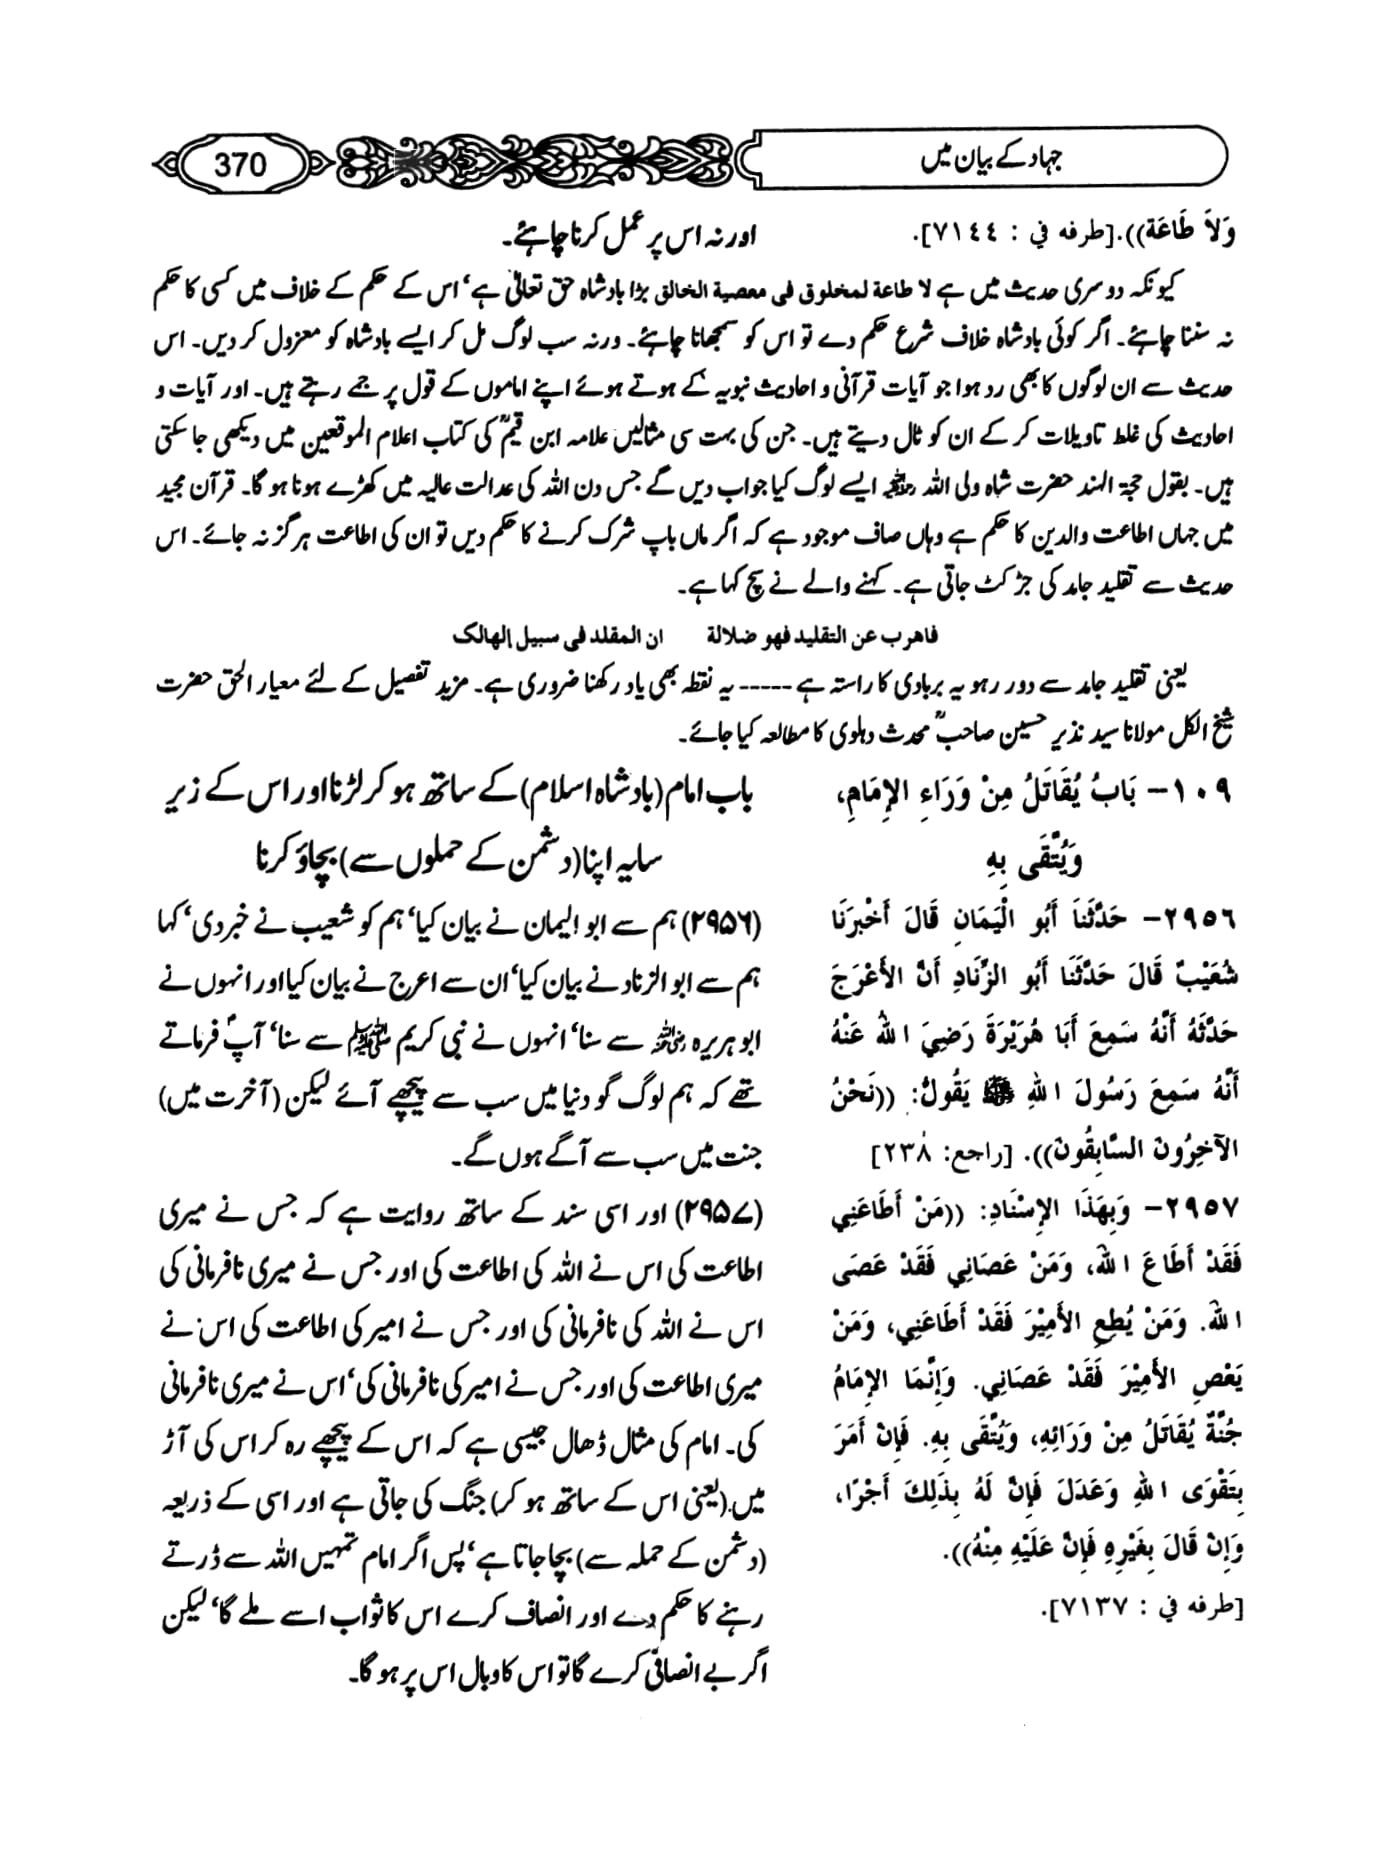 جہاد کے بیان میں
370
وَلاَ طَاعَة)).[طرفه في : ٧١٤٤].
اور نہ اس پر عمل کرنا چاہئے۔
کیونکہ دوسری حدیث میں ہے لا طاعة لمخلوق فی معصية الخالق بڑا بادشاہ حق تعالیٰ ہے‘ اس کے حکم کے خلاف میں کسی کا حکم
نہ سننا چاہئے۔ اگر کوئی بادشاہ خلاف شرع حکم دے تو اس کو سمجھانا چاہئے۔ ورنہ سب لوگ مل کر ایسے بادشاہ کو معزول کر دیں۔ اس
حدیث سے ان لوگوں کا بھی رد ہوا جو آیات قرآنی و احادیث نبویہ کے ہوتے ہوئے اپنے اماموں کے قول پر جمے رہتے ہیں۔ اور آیات و
احادیث کی غلط تاویلات کر کے ان کو ٹال دیتے ہیں۔ جن کی بہت سی مثالیں علامہ ابن قیمؒ کی کتاب اعلام الموقعین میں دیکھی جا سکتی
ہیں۔ بقول حجۃ الہند حضرت شاہ ولی اللہ رحمۃ اللہ علیہ ایسے لوگ کیا جواب دیں گے جس دن اللہ کی عدالت عالیہ میں کھڑے ہونا ہو گا۔ قرآن مجید
میں جہاں اطاعت والدین کا حکم ہے وہاں صاف موجود ہے کہ اگر ماں باپ شرک کرنے کا حکم دیں تو ان کی اطاعت ہرگز نہ جائے۔ اس
حدیث سے تقلید جامد کی جڑ کٹ جاتی ہے۔ کہنے والے نے سچ کہا ہے۔
فاهرب عن التقليد فهو ضلالة ان المقلد فی سبيل الهالک
یعنی تقلید جامد سے دور رہو یہ بربادی کا راستہ ہے ----- یہ نقطہ بھی یاد رکھنا ضروری ہے۔ مزید تفصیل کے لئے معیار الحق حضرت
شیخ الکل مولانا سید نذیر حسین صاحبؒ محدث دہلوی کا مطالعہ کیا جائے۔
١٠٩- بَابُ يُقَاتَلُ مِنْ وَرَاءِ الإِمَامِ،
وَيُتَّقَى بِهِ
باب امام (بادشاہ اسلام) کے ساتھ ہو کر لڑنا اور اس کے زیر
سایہ اپنا (دشمن کے حملوں سے) بچاؤ کرنا
٢٩٥٦- حَدَّثَنَا أَبُو الْيَمَانِ قَالَ أَخْبَرَنَا
شُعَيْبٌ قَالَ حَدَّثَنَا أَبُو الزِّنَادِ أَنَّ الأَعْرَجَ
حَدَّثَهُ أَنَّهُ سَمِعَ أَبَا هُرَيْرَةَ رَضِيَ اللهُ عَنْهُ
أَنَّهُ سَمِعَ رَسُولَ اللهِ ﷺ يَقُولُ: ((نَحْنُ
الآخِرُونَ السَّابِقُونَ)). [راجع: ٢٣٨]
(۲۹۵۶) ہم سے ابو الیمان نے بیان کیا‘ ہم کو شعیب نے خبر دی‘ کہا
ہم سے ابو الزناد نے بیان کیا‘ ان سے اعرج نے بیان کیا اور انہوں نے
ابو ہریرہ رضی اللہ عنہ سے سنا‘ انہوں نے نبی کریم ﷺ سے سنا‘ آپؐ فرماتے
تھے کہ ہم لوگ گو دنیا میں سب سے پیچھے آئے لیکن (آخرت میں)
جنت میں سب سے آگے ہوں گے۔
٢٩٥٧- وَبِهَذَا الإِسْنَادِ: ((مَنْ أَطَاعَنِي
فَقَدْ أَطَاعَ اللهَ، وَمَنْ عَصَانِي فَقَدْ عَصَى
اللهَ. وَمَنْ يُطِعِ الأَمِيْرَ فَقَدْ أَطَاعَنِي، وَمَنْ
يَعْصِ الأَمِيْرَ فَقَدْ عَصَانِي. وَإِنَّمَا الإِمَامُ
جُنَّةٌ يُقَاتَلُ مِنْ وَرَائِهِ، وَيُتَّقَى بِهِ. فَإِنْ أَمَرَ
بِتَقْوَى اللهِ وَعَدَلَ فَإِنَّ لَهُ بِذَلِكَ أَجْرًا،
وَإِنْ قَالَ بِغَيْرِهِ فَإِنَّ عَلَيْهِ مِنْهُ)).
[طرفه في : ٧١٣٧].
(۲۹۵۷) اور اسی سند کے ساتھ روایت ہے کہ جس نے میری
اطاعت کی اس نے اللہ کی اطاعت کی اور جس نے میری نافرمانی کی
اس نے اللہ کی نافرمانی کی اور جس نے امیر کی اطاعت کی اس نے
میری اطاعت کی اور جس نے امیر کی نافرمانی کی‘ اس نے میری نافرمانی
کی۔ امام کی مثال ڈھال جیسی ہے کہ اس کے پیچھے رہ کر اس کی آڑ
میں (یعنی اس کے ساتھ ہو کر) جنگ کی جاتی ہے اور اسی کے ذریعہ
(دشمن کے حملہ سے) بچا جاتا ہے‘ پس اگر امام تمہیں اللہ سے ڈرتے
رہنے کا حکم دے اور انصاف کرے اس کا ثواب اسے ملے گا‘ لیکن
اگر بے انصافی کرے گا تو اس کا وبال اس پر ہو گا۔